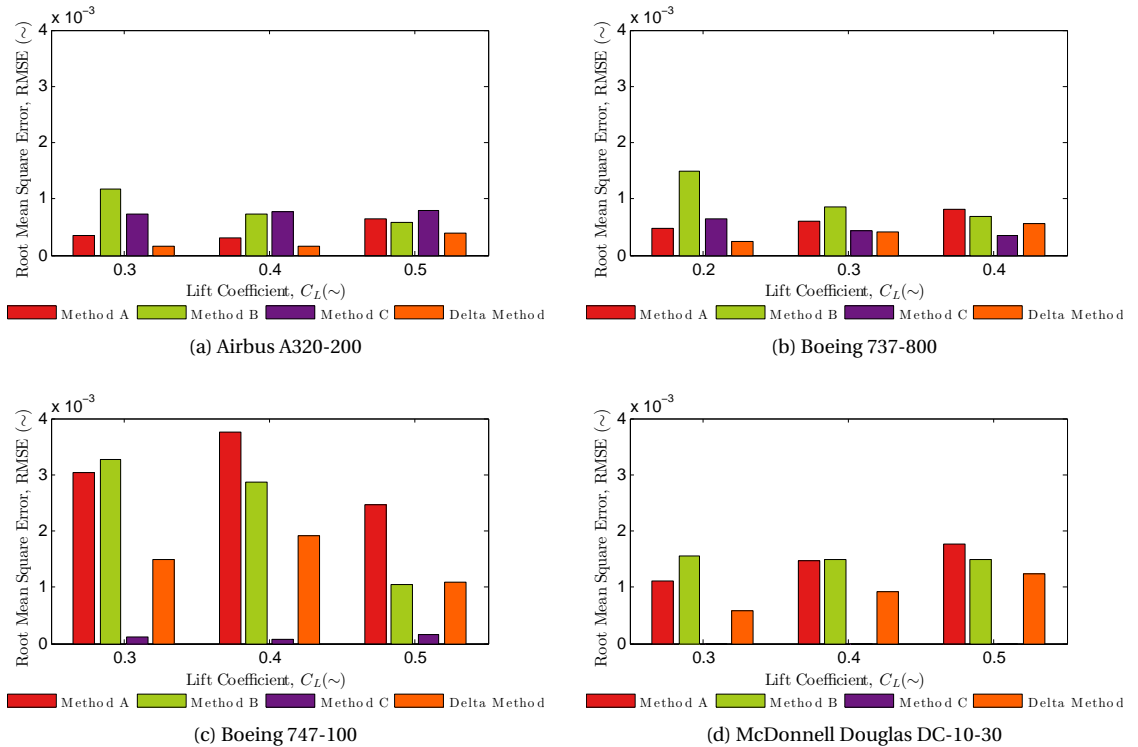 x 10⁻³
4
3
2
1
0
Root Mean Square Error, RMSE (∼)
0.3 0.4 0.5
Lift Coefficient, C_L(∼)
Method A Method B Method C Delta Method
(a) Airbus A320-200
x 10⁻³
4
3
2
1
0
Root Mean Square Error, RMSE (∼)
0.2 0.3 0.4
Lift Coefficient, C_L(∼)
Method A Method B Method C Delta Method
(b) Boeing 737-800
x 10⁻³
4
3
2
1
0
Root Mean Square Error, RMSE (∼)
0.3 0.4 0.5
Lift Coefficient, C_L(∼)
Method A Method B Method C Delta Method
(c) Boeing 747-100
x 10⁻³
4
3
2
1
0
Root Mean Square Error, RMSE (∼)
0.3 0.4 0.5
Lift Coefficient, C_L(∼)
Method A Method B Method C Delta Method
(d) McDonnell Douglas DC-10-30